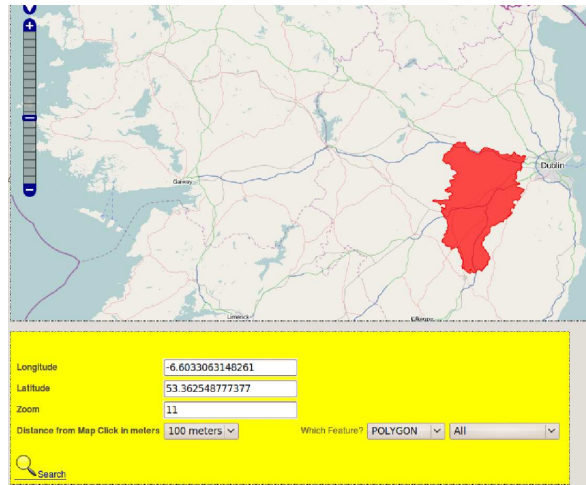 Dublin
Galway
Limerick
Kilkenny
Longitude -6.6033063148261
Latitude 53.362548777377
Zoom 11
Distance from Map Click in meters 100 meters Which Feature? POLYGON All
Search